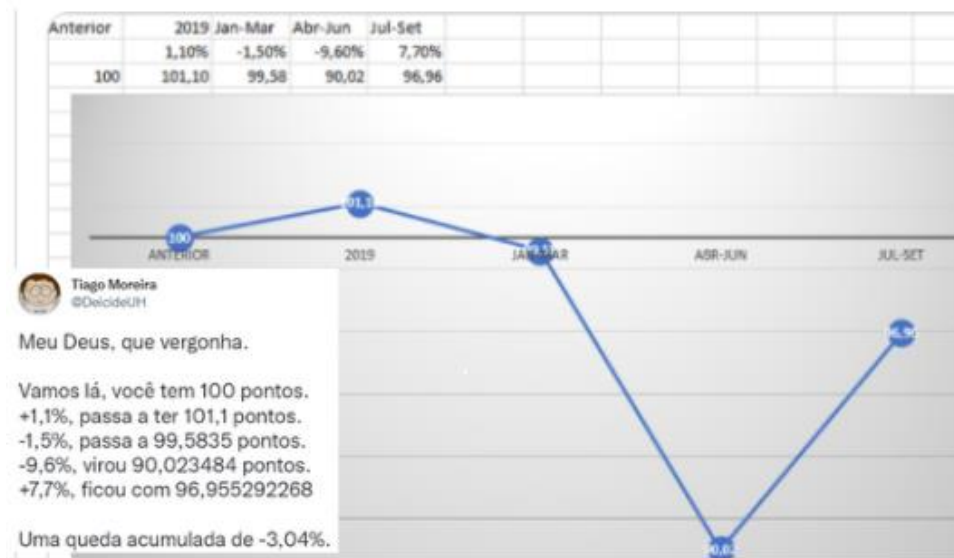 Anterior 2019 Jan-Mar Abr-Jun Jul-Set
1,10% -1,50% -9,60% 7,70%
100 101,10 99,58 90,02 96,96
100
ANTERIOR 2019 JAN-MAR ABR-JUN JUL-SET
Tiago Moreira
@DeicideUH
Meu Deus, que vergonha.
Vamos lá, você tem 100 pontos.
+1,1%, passa a ter 101,1 pontos.
-1,5%, passa a 99,5835 pontos.
-9,6%, virou 90,023484 pontos.
+7,7%, ficou com 96,955292268
Uma queda acumulada de -3,04%.